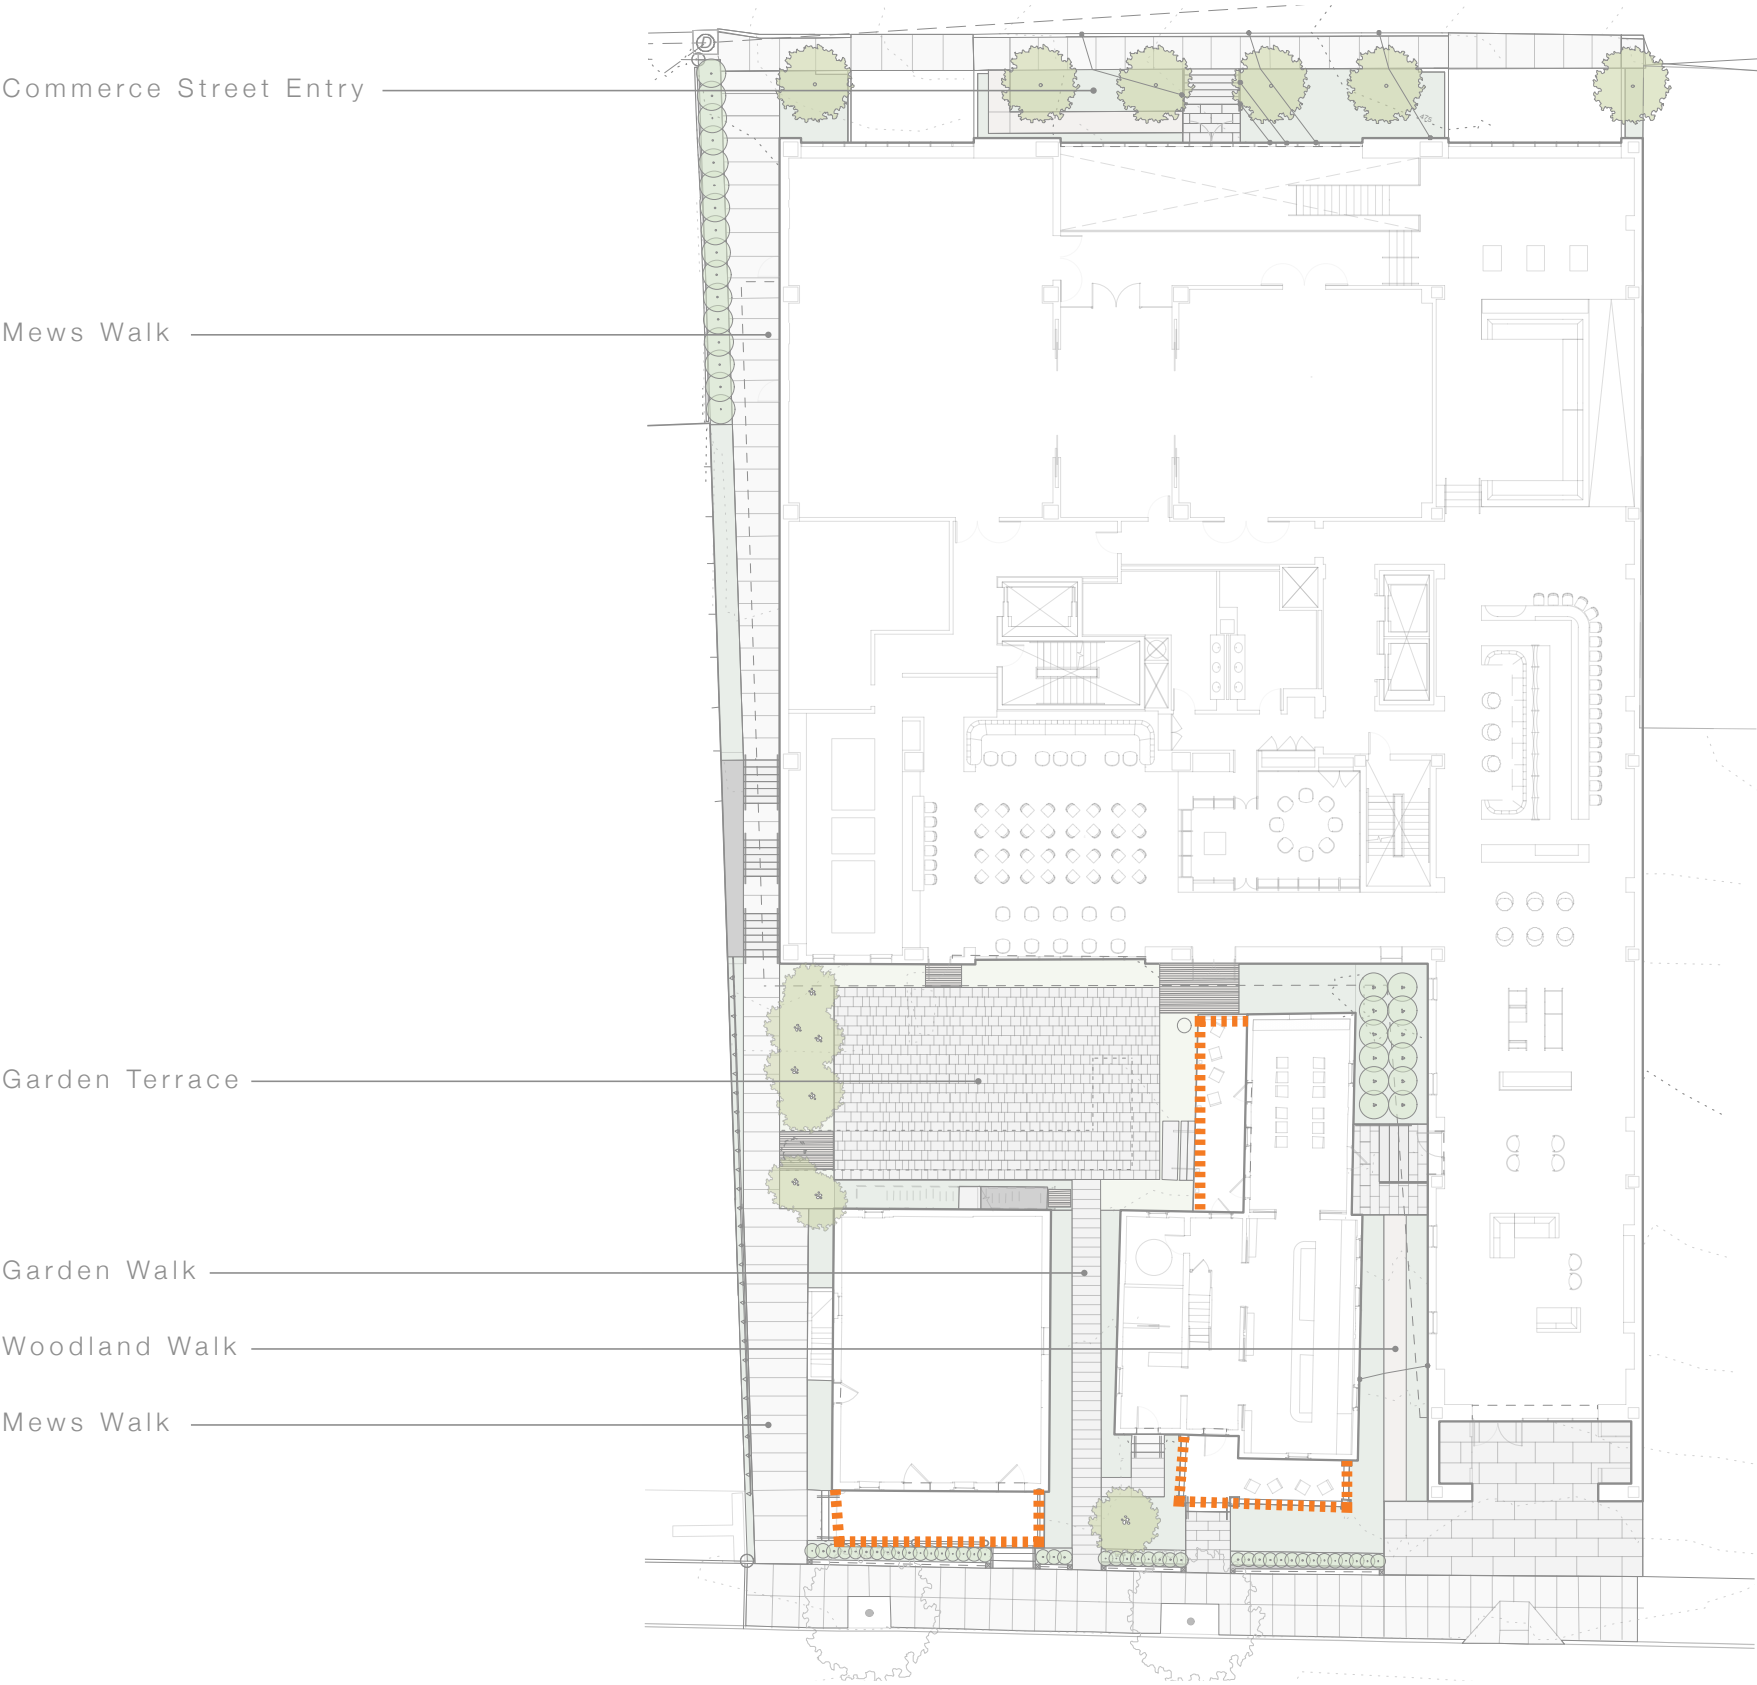 Commerce Street Entry
Mews Walk
Garden Terrace
Garden Walk
Woodland Walk
Mews Walk